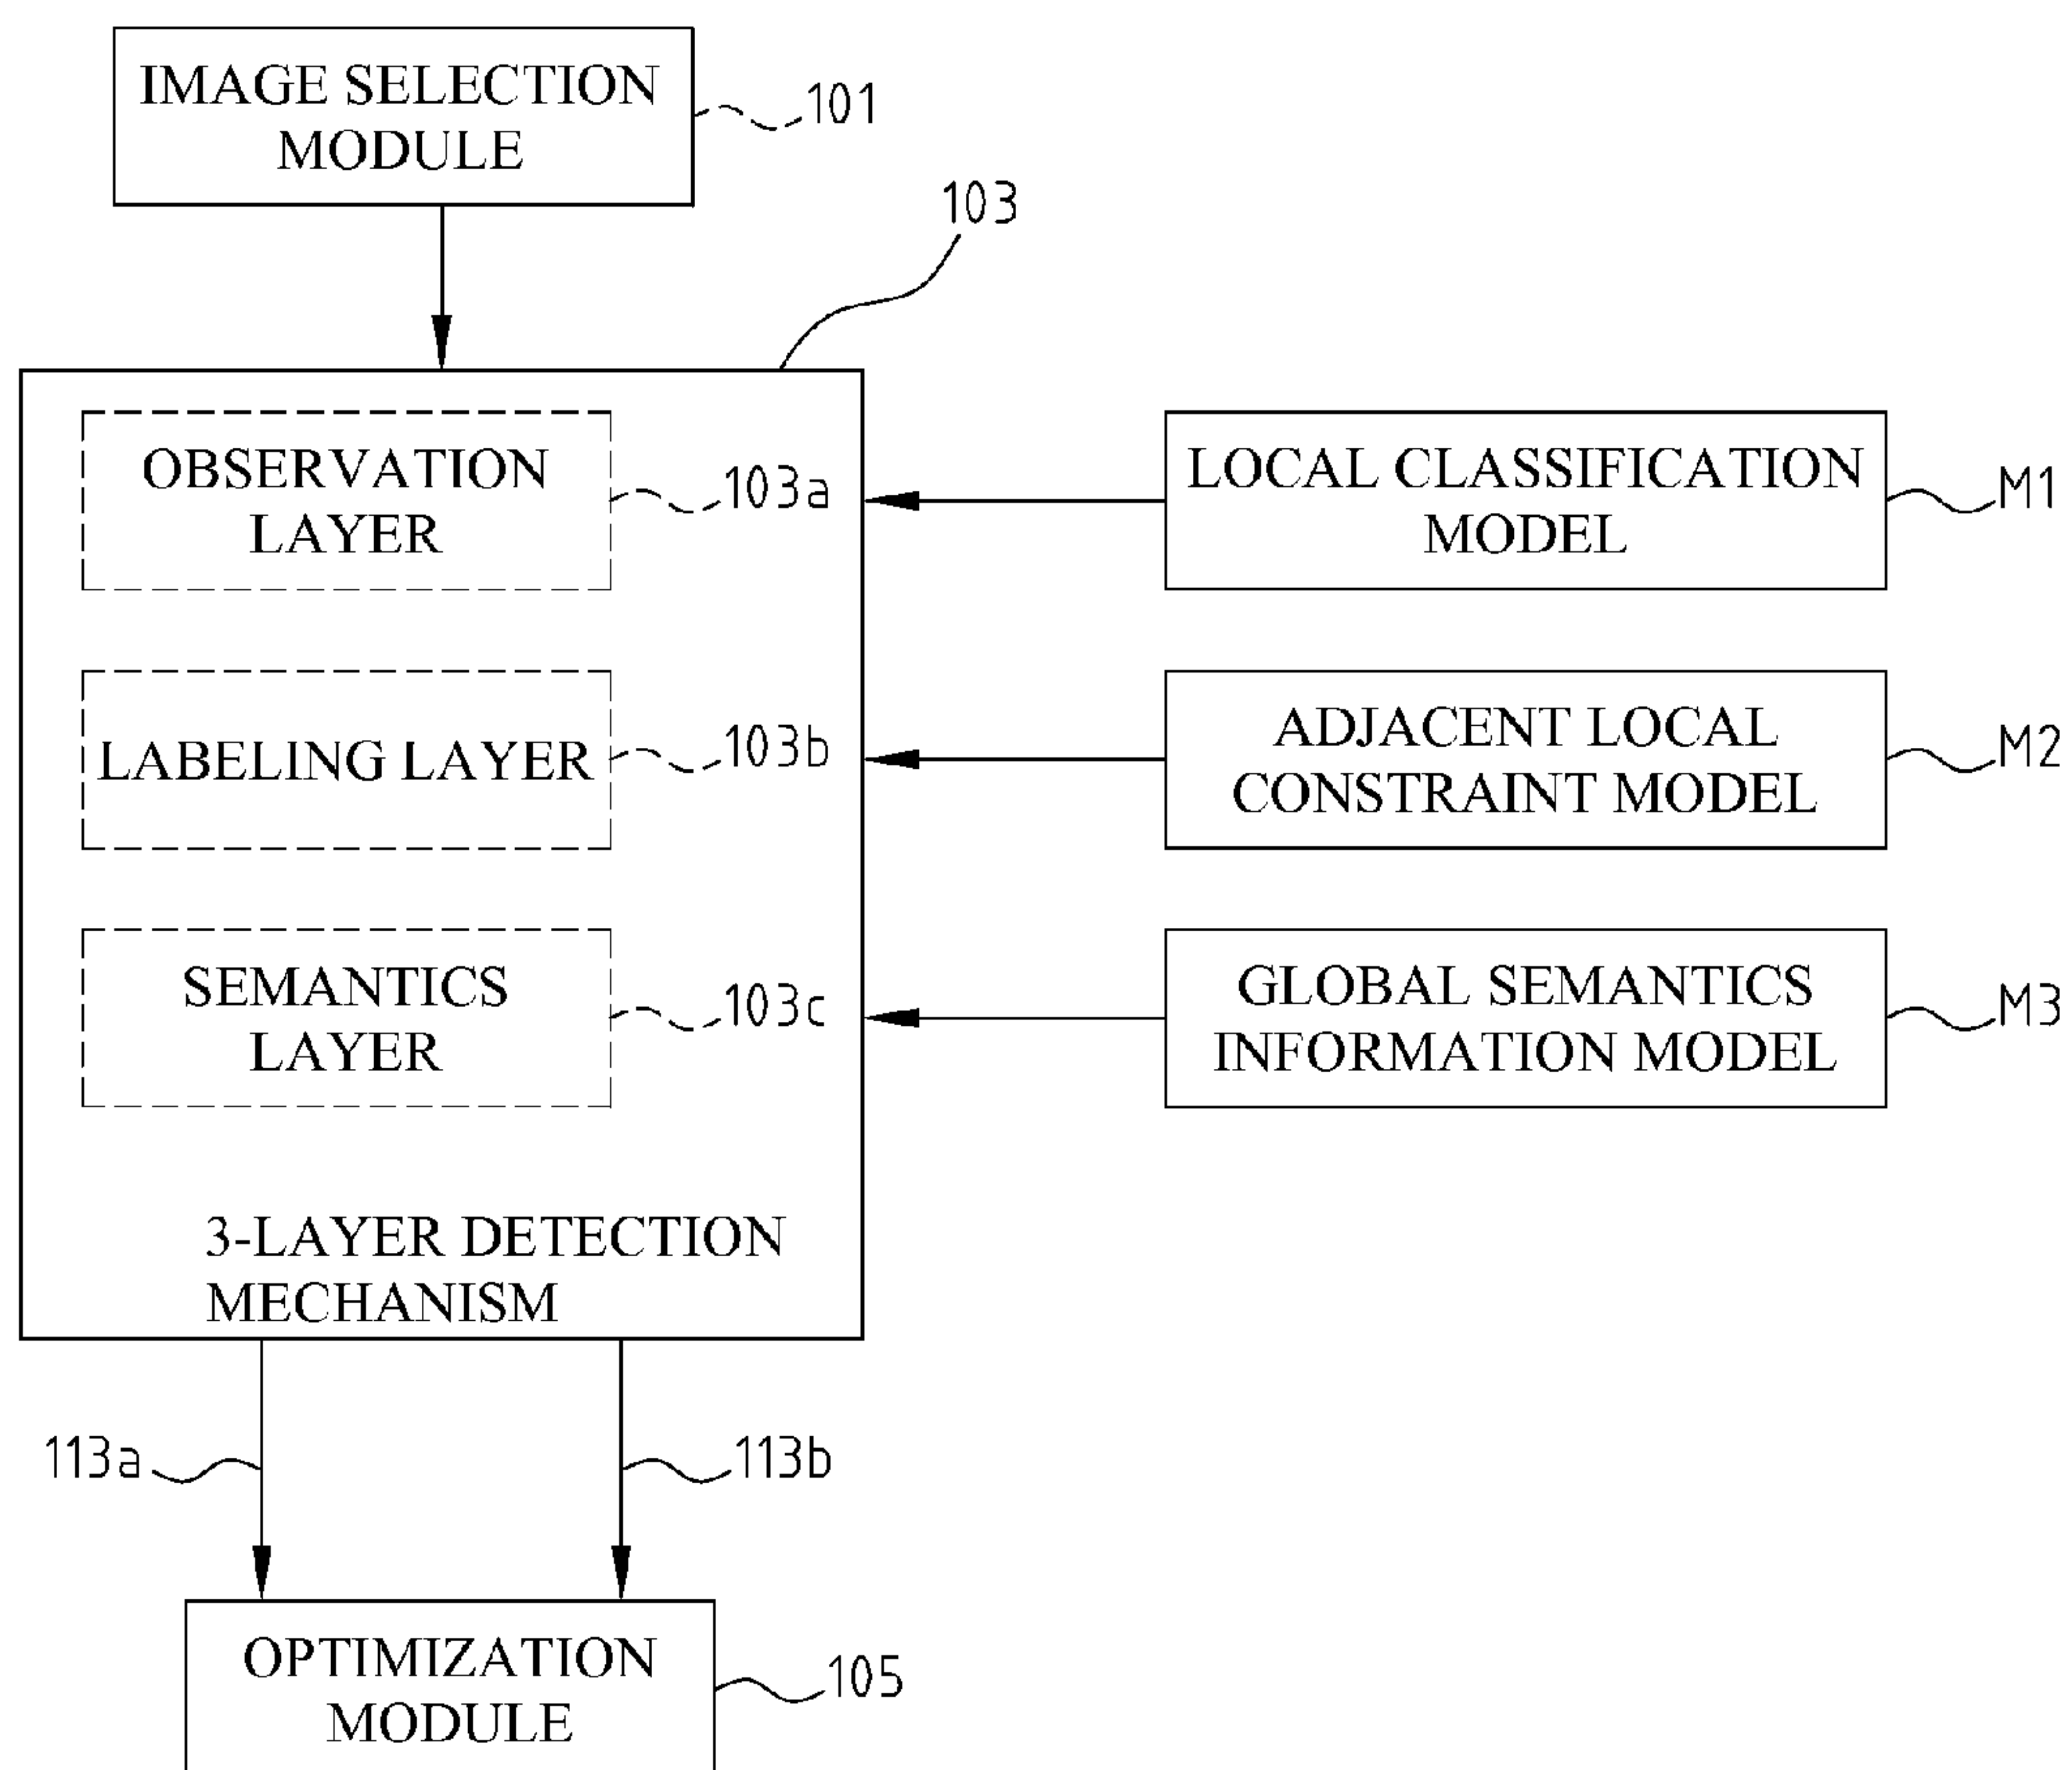 IMAGE SELECTION
MODULE
101
103
OBSERVATION
LAYER
103a
LOCAL CLASSIFICATION
MODEL
M1
LABELING LAYER
103b
ADJACENT LOCAL
CONSTRAINT MODEL
M2
SEMANTICS
LAYER
103c
GLOBAL SEMANTICS
INFORMATION MODEL
M3
3-LAYER DETECTION
MECHANISM
113a
113b
OPTIMIZATION
MODULE
105